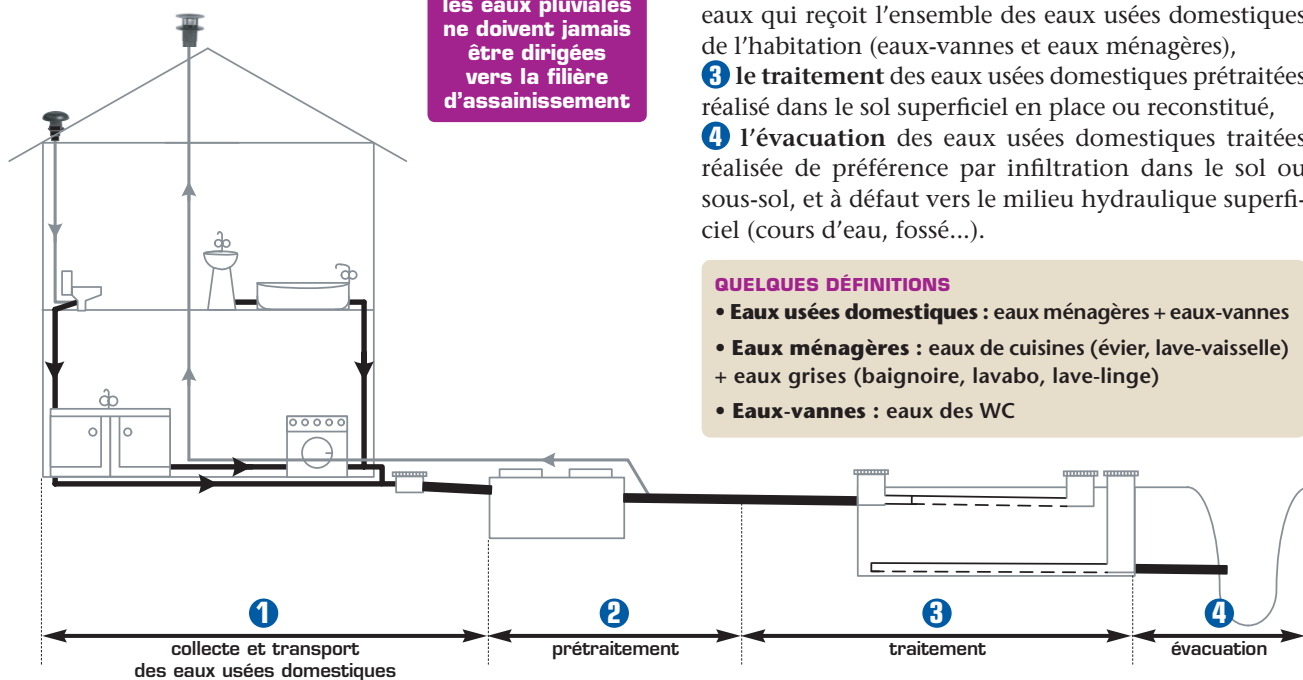 les eaux pluviales
ne doivent jamais
être dirigées
vers la filière
d'assainissement
eaux qui reçoit l'ensemble des eaux usées domestiques
de l'habitation (eaux-vannes et eaux ménagères),
3 le traitement des eaux usées domestiques prétraitées
réalisé dans le sol superficiel en place ou reconstitué,
4 l'évacuation des eaux usées domestiques traitées
réalisée de préférence par infiltration dans le sol ou
sous-sol, et à défaut vers le milieu hydraulique superfi-
ciel (cours d'eau, fossé...).
QUELQUES DÉFINITIONS
• Eaux usées domestiques : eaux ménagères + eaux-vannes
• Eaux ménagères : eaux de cuisines (évier, lave-vaisselle)
+ eaux grises (baignoire, lavabo, lave-linge)
• Eaux-vannes : eaux des WC
1
collecte et transport
des eaux usées domestiques
2
prétraitement
3
traitement
4
évacuation